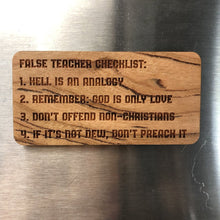 FALSE TEACHER CHECKLIST:
1. HELL IS AN ANALOGY
2. REMEMBER: GOD IS ONLY LOVE
3. DON'T OFFEND NON-CHRISTIANS
4. IF IT'S NOT NEW, DON'T PREACH IT